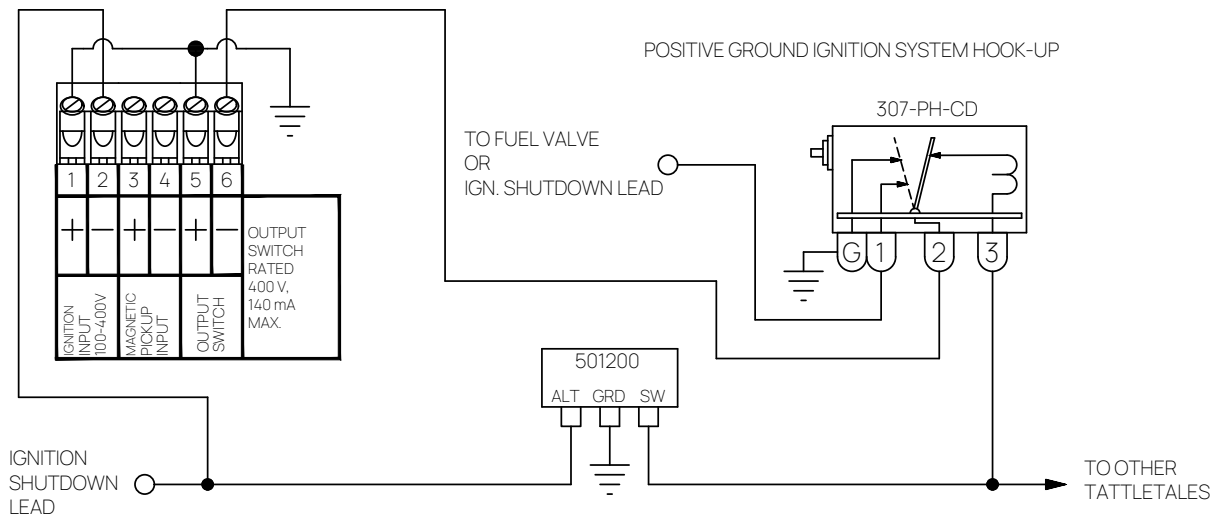 POSITIVE GROUND IGNITION SYSTEM HOOK-UP
307-PH-CD
TO FUEL VALVE
OR
IGN. SHUTDOWN LEAD
1 2 3 4 5 6
+ − + − + −
OUTPUT
SWITCH
RATED
400 V,
140 mA
MAX.
IGNITION
INPUT
100-400V
MAGNETIC
PICKUP
INPUT
OUTPUT
SWITCH
G 1 2 3
501200
ALT GRD SW
IGNITION
SHUTDOWN
LEAD
TO OTHER
TATTLETALES